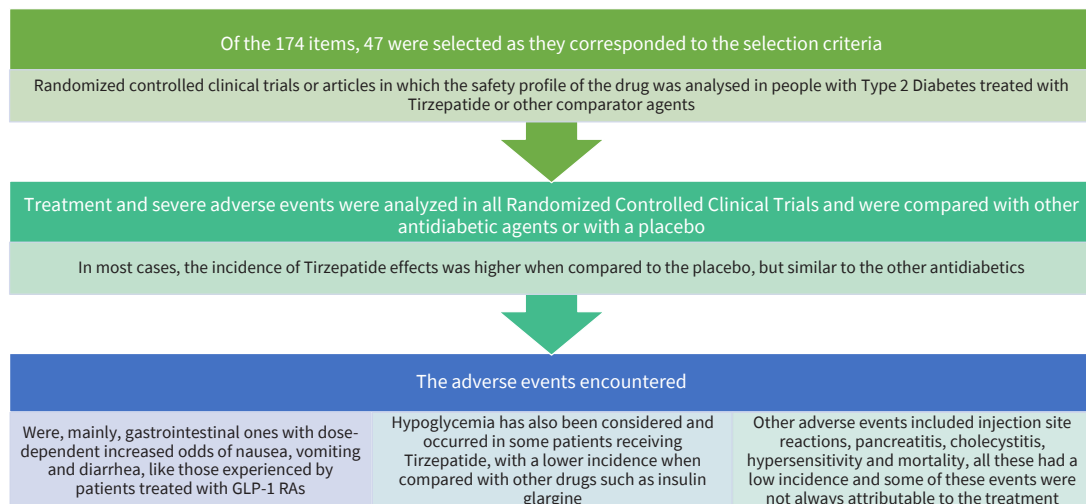 Of the 174 items, 47 were selected as they corresponded to the selection criteria
Randomized controlled clinical trials or articles in which the safety profile of the drug was analysed in people with Type 2 Diabetes treated with
Tirzepatide or other comparator agents
Treatment and severe adverse events were analyzed in all Randomized Controlled Clinical Trials and were compared with other
antidiabetic agents or with a placebo
In most cases, the incidence of Tirzepatide effects was higher when compared to the placebo, but similar to the other antidiabetics
The adverse events encountered
Were, mainly, gastrointestinal ones with dose-
dependent increased odds of nausea, vomiting
and diarrhea, like those experienced by
patients treated with GLP-1 RAs
Hypoglycemia has also been considered and
occurred in some patients receiving
Tirzepatide, with a lower incidence when
compared with other drugs such as insulin
glargine
Other adverse events included injection site
reactions, pancreatitis, cholecystitis,
hypersensitivity and mortality, all these had a
low incidence and some of these events were
not always attributable to the treatment